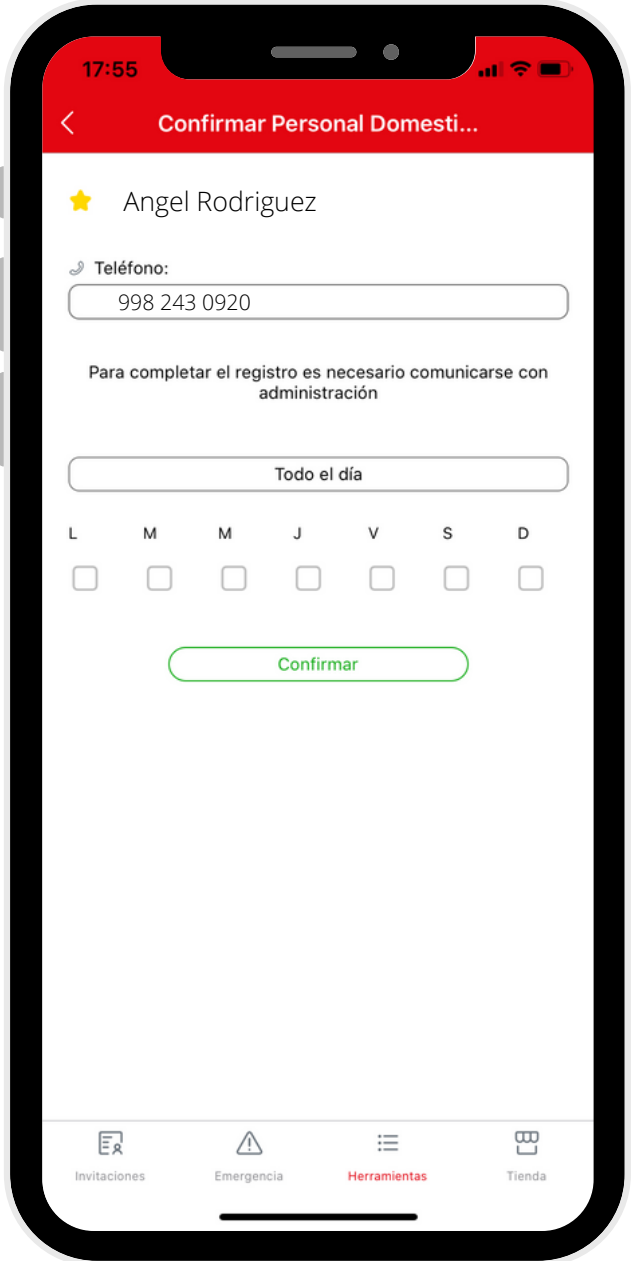 17:55
Confirmar Personal Domesti...
Angel Rodriguez
Teléfono:
998 243 0920
Para completar el registro es necesario comunicarse con
administración
Todo el día
L M M J V S D
Confirmar
Invitaciones Emergencia Herramientas Tienda